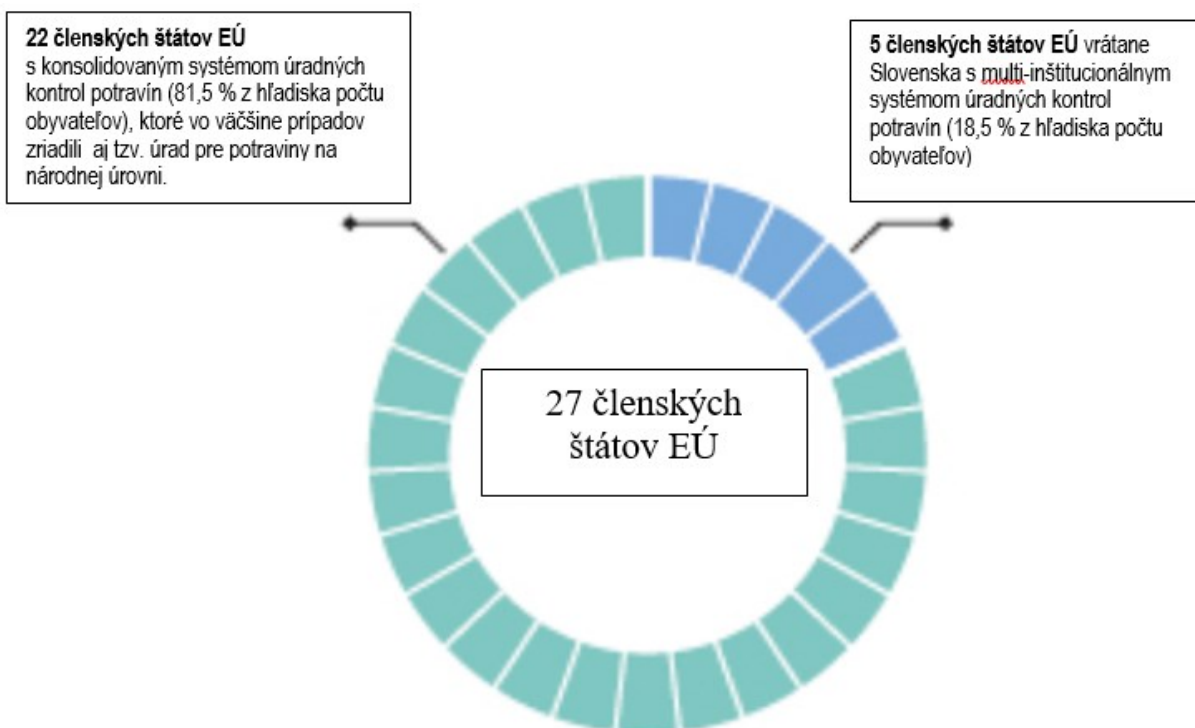 22 členských štátov EÚ
s konsolidovaným systémom úradných
kontrol potravín (81,5 % z hľadiska počtu
obyvateľov), ktoré vo väčšine prípadov
zriadili aj tzv. úrad pre potraviny na
národnej úrovni.
5 členských štátov EÚ vrátane
Slovenska s multi-inštitucionálnym
systémom úradných kontrol
potravín (18,5 % z hľadiska počtu
obyvateľov)
27 členských
štátov EÚ